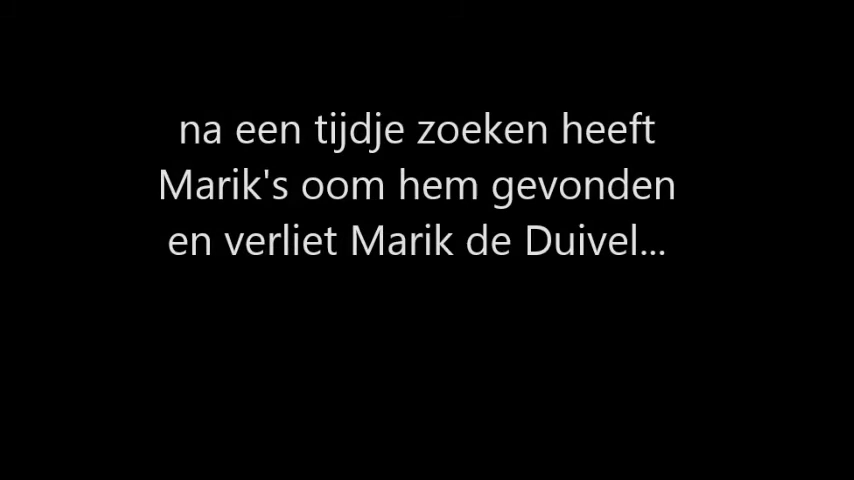 na een tijdje zoeken heeft
Marik's oom hem gevonden
en verliet Marik de Duivel...